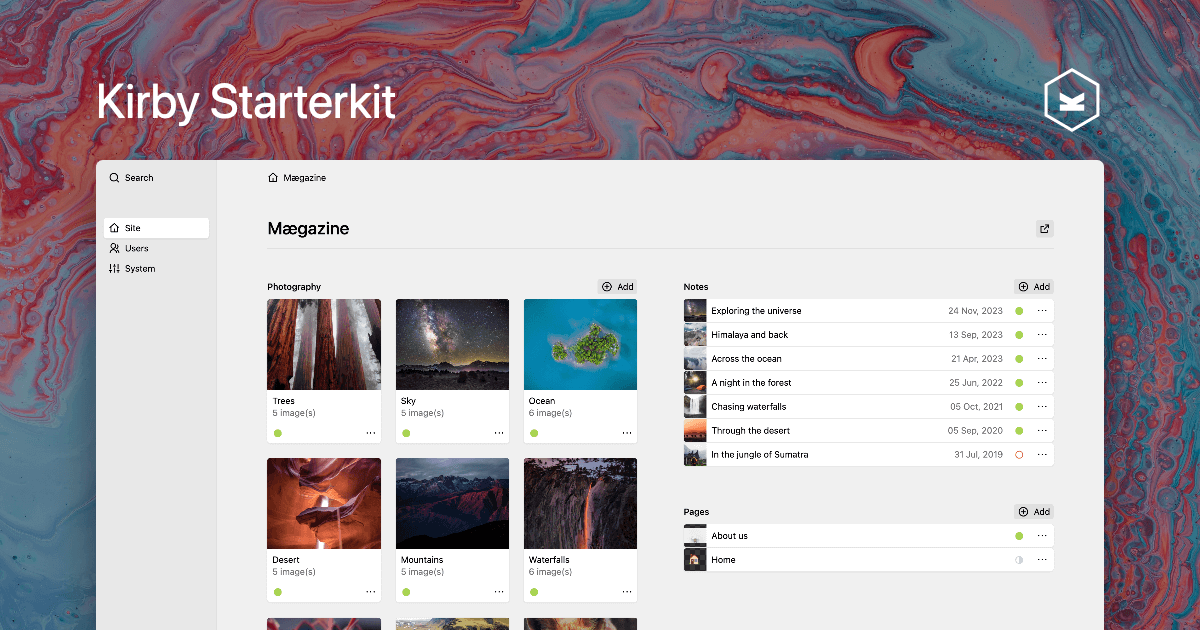 Kirby Starterkit
Search
Site
Users
System
Mægazine
Mægazine
Photography
Add
Trees
5 image(s)
Sky
5 image(s)
Ocean
6 image(s)
Desert
5 image(s)
Mountains
5 image(s)
Waterfalls
6 image(s)
Notes
Add
Exploring the universe 24 Nov, 2023
Himalaya and back 13 Sep, 2023
Across the ocean 21 Apr, 2023
A night in the forest 25 Jun, 2022
Chasing waterfalls 05 Oct, 2021
Through the desert 05 Sep, 2020
In the jungle of Sumatra 31 Jul, 2019
Pages
Add
About us
Home